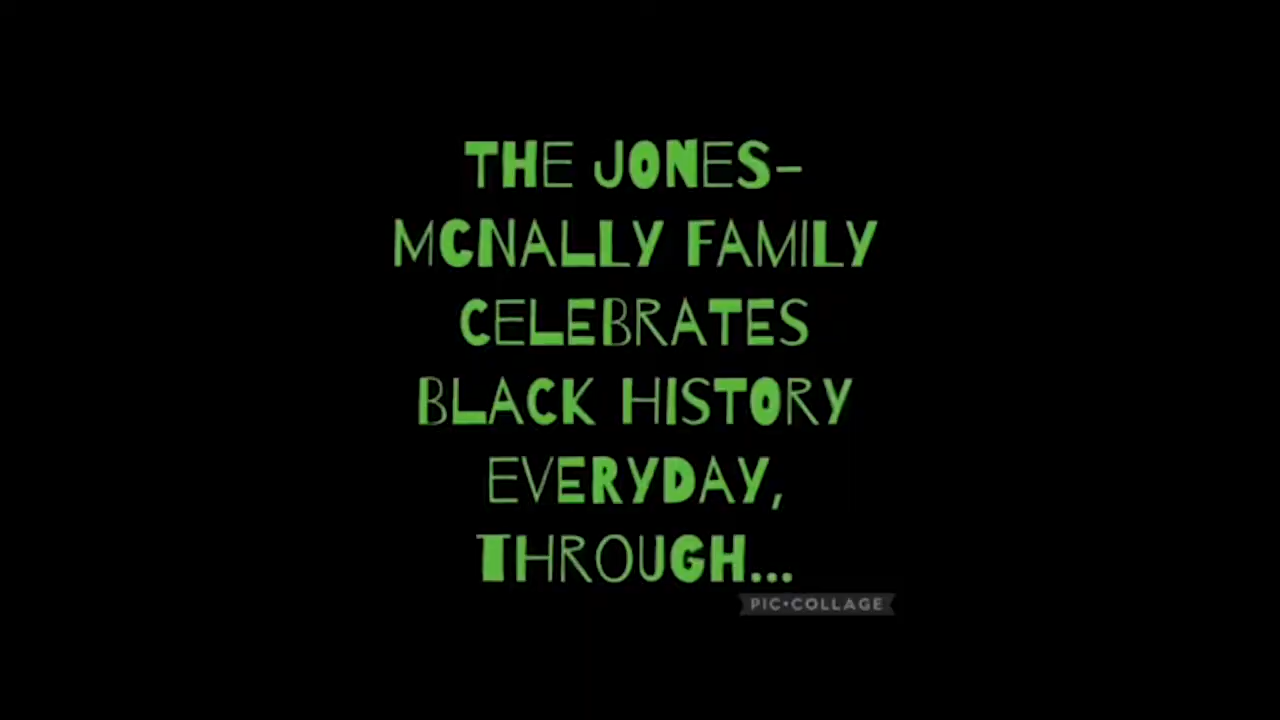 THE JONES-
MCNALLY FAMILY
CELEBRATES
BLACK HISTORY
EVERYDAY,
THROUGH...
PIC•COLLAGE